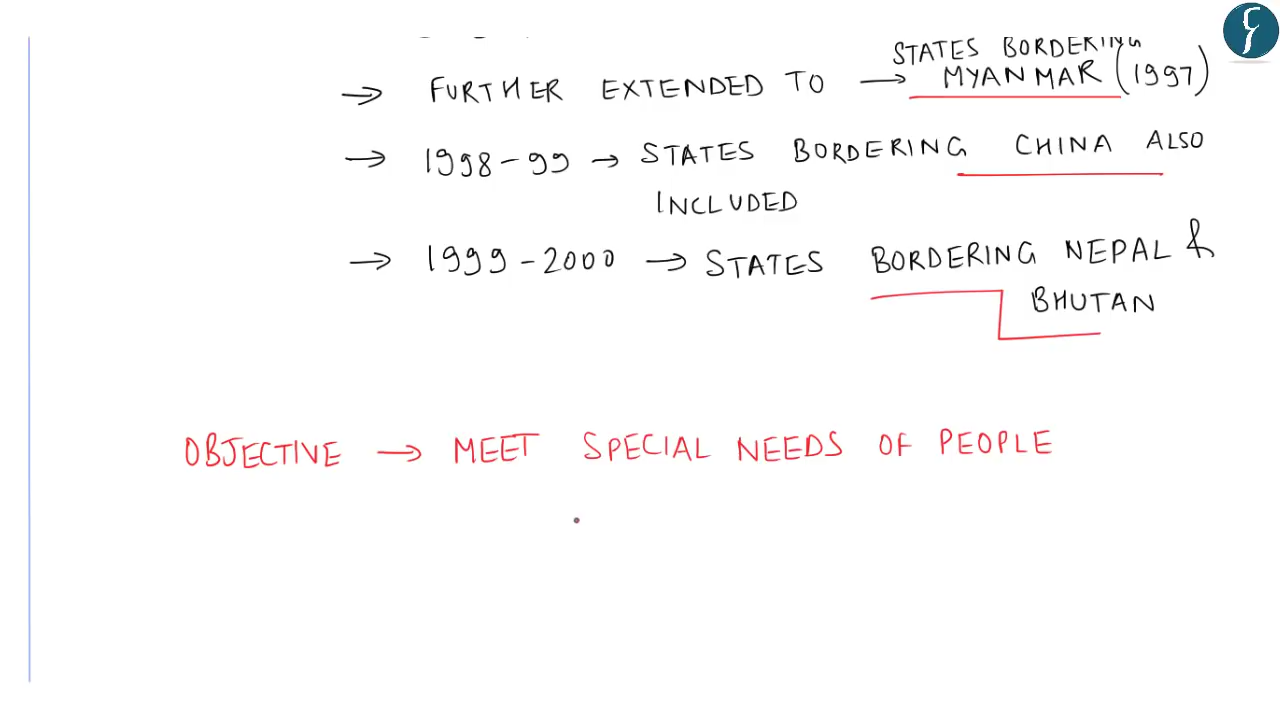 STATES BORDERING
→ FURTHER EXTENDED TO → MYANMAR (1997)
→ 1998-99 → STATES BORDERING CHINA ALSO
INCLUDED
→ 1999-2000 → STATES BORDERING NEPAL &
BHUTAN
OBJECTIVE → MEET SPECIAL NEEDS OF PEOPLE